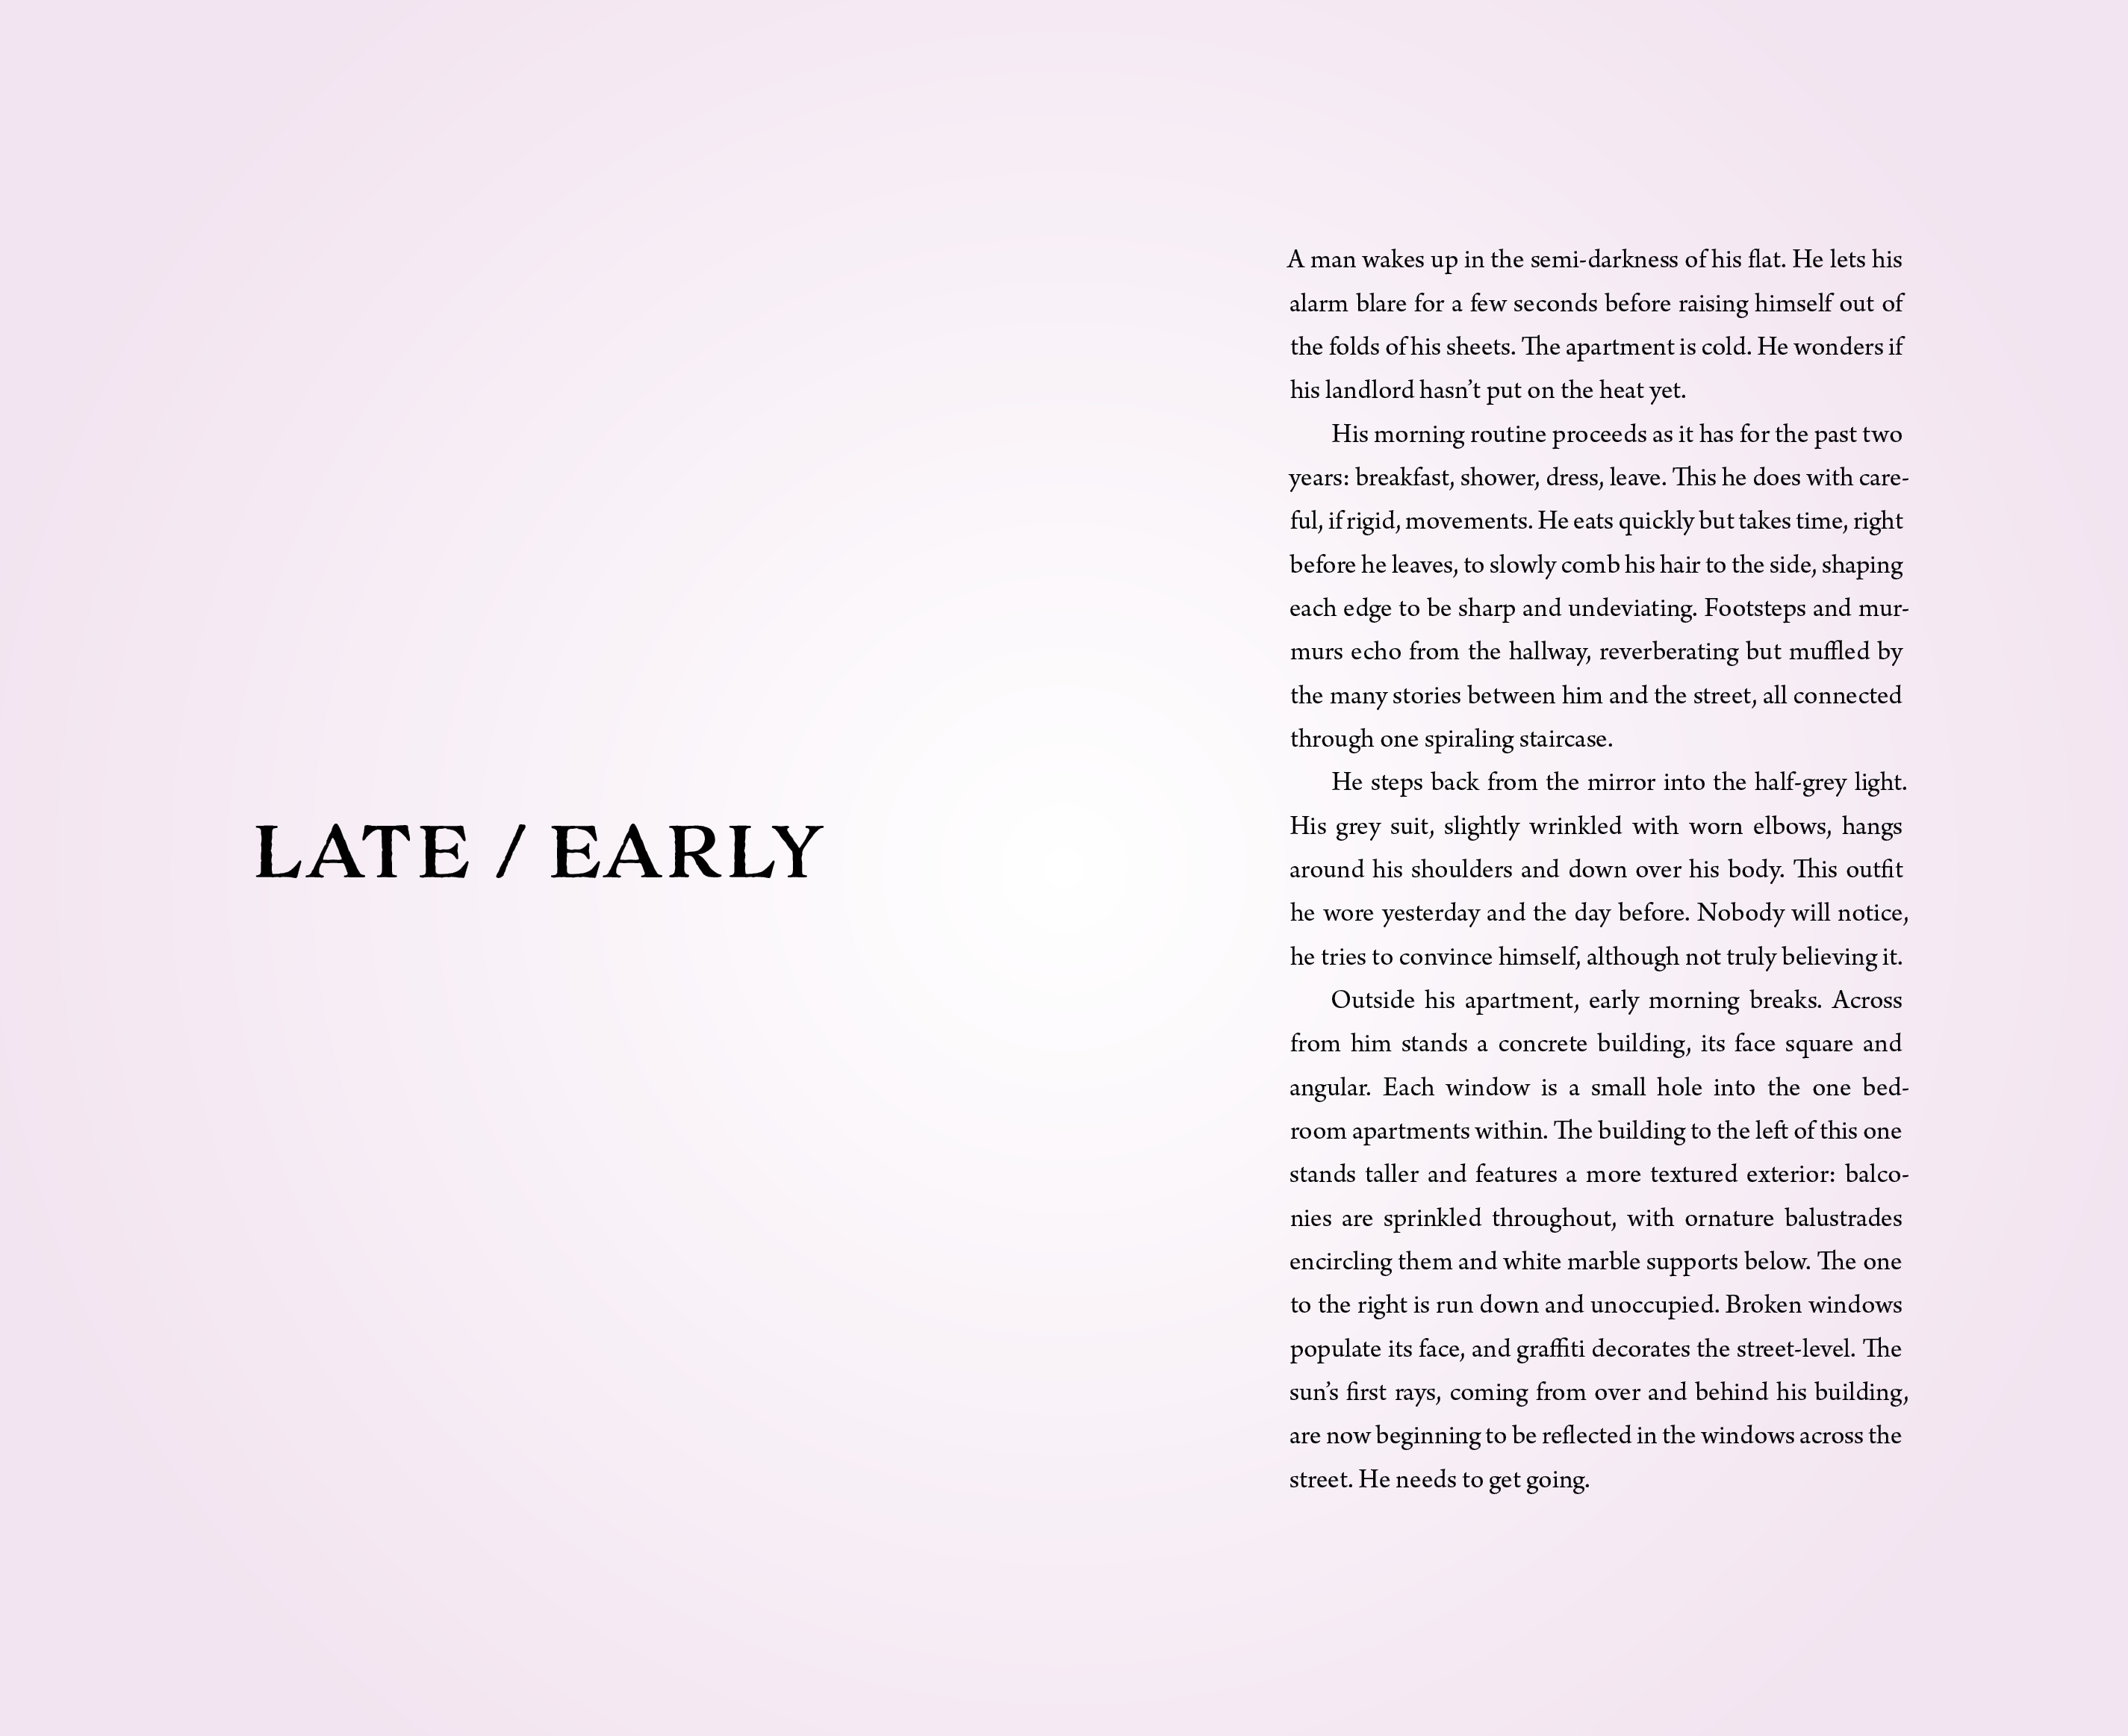 LATE / EARLY
A man wakes up in the semi-darkness of his flat. He lets his
alarm blare for a few seconds before raising himself out of
the folds of his sheets. The apartment is cold. He wonders if
his landlord hasn’t put on the heat yet.
His morning routine proceeds as it has for the past two
years: breakfast, shower, dress, leave. This he does with care-
ful, if rigid, movements. He eats quickly but takes time, right
before he leaves, to slowly comb his hair to the side, shaping
each edge to be sharp and undeviating. Footsteps and mur-
murs echo from the hallway, reverberating but muffled by
the many stories between him and the street, all connected
through one spiraling staircase.
He steps back from the mirror into the half-grey light.
His grey suit, slightly wrinkled with worn elbows, hangs
around his shoulders and down over his body. This outfit
he wore yesterday and the day before. Nobody will notice,
he tries to convince himself, although not truly believing it.
Outside his apartment, early morning breaks. Across
from him stands a concrete building, its face square and
angular. Each window is a small hole into the one bed-
room apartments within. The building to the left of this one
stands taller and features a more textured exterior: balco-
nies are sprinkled throughout, with ornature balustrades
encircling them and white marble supports below. The one
to the right is run down and unoccupied. Broken windows
populate its face, and graffiti decorates the street-level. The
sun’s first rays, coming from over and behind his building,
are now beginning to be reflected in the windows across the
street. He needs to get going.